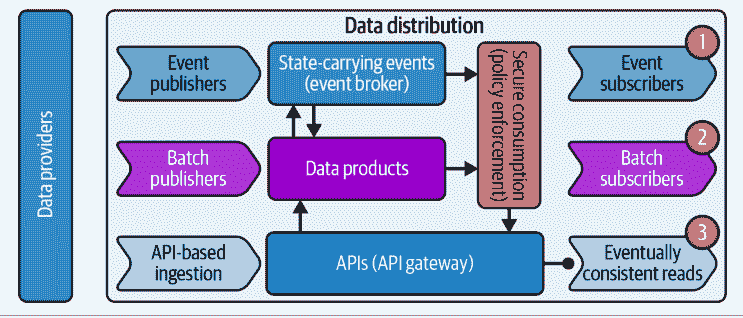 Data distribution
Data providers
Event
publishers
State-carrying events
(event broker)
Secure consumption
(policy enforcement)
1
Event
subscribers
Batch
publishers
Data products
2
Batch
subscribers
API-based
ingestion
APIs (API gateway)
3
Eventually
consistent reads